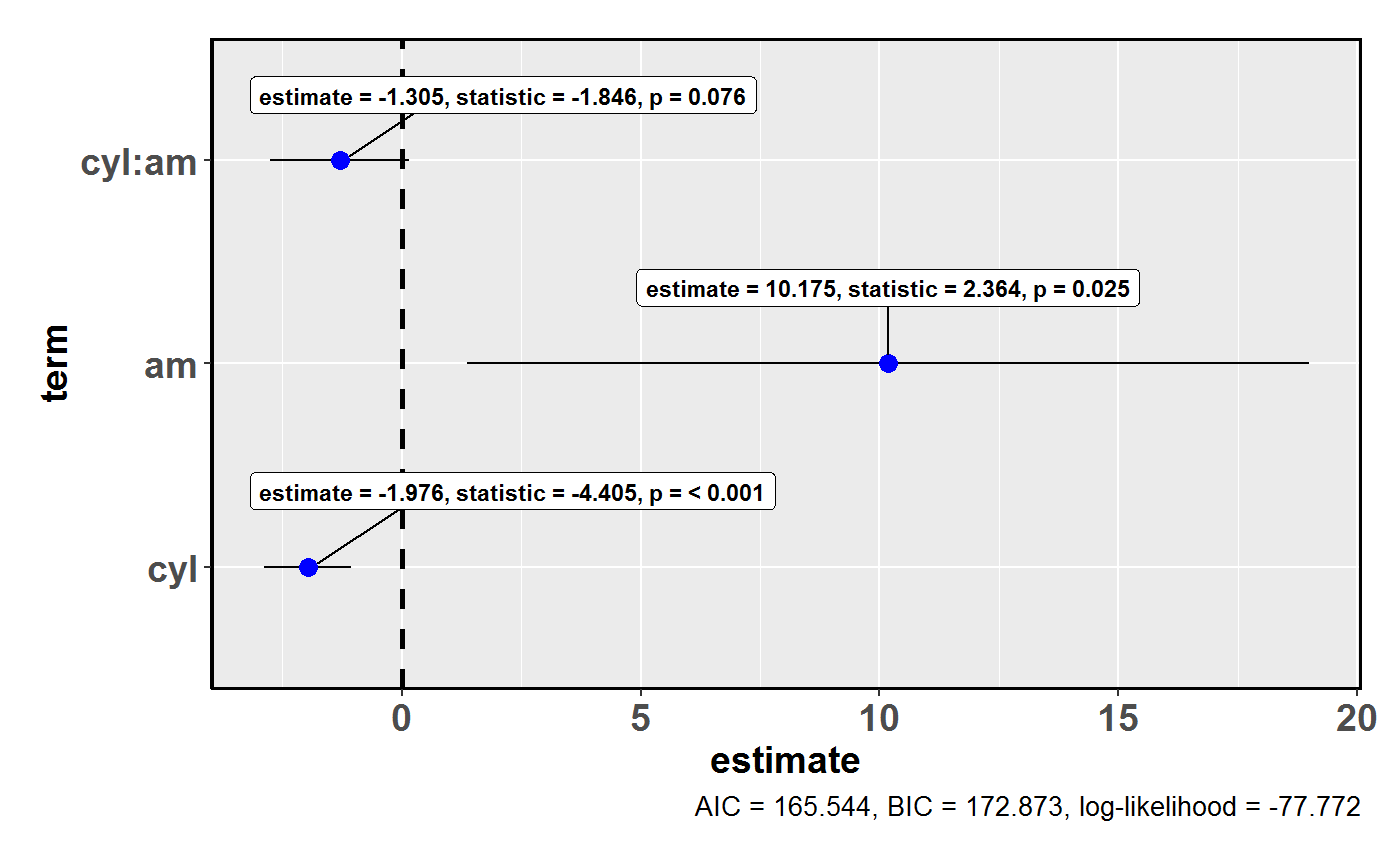 estimate = -1.305, statistic = -1.846, p = 0.076
cyl:am
estimate = 10.175, statistic = 2.364, p = 0.025
am
term
estimate = -1.976, statistic = -4.405, p = < 0.001
cyl
0 5 10 15 20
estimate
AIC = 165.544, BIC = 172.873, log-likelihood = -77.772